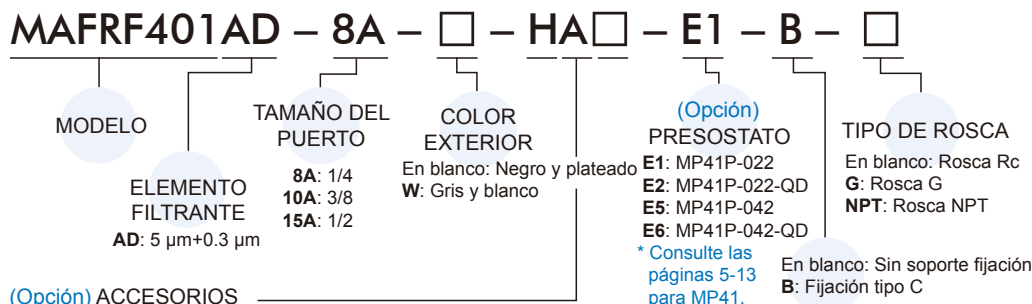 MAFRF401AD – 8A – □ – HA□ – E1 – B – □
MODELO
ELEMENTO
FILTRANTE
AD: 5 μm+0.3 μm
TAMAÑO DEL
PUERTO
8A: 1/4
10A: 3/8
15A: 1/2
COLOR
EXTERIOR
En blanco: Negro y plateado
W: Gris y blanco
(Opción)
PRESOSTATO
E1: MP41P-022
E2: MP41P-022-QD
E5: MP41P-042
E6: MP41P-042-QD
* Consulte las
páginas 5-13
para MP41.
TIPO DE ROSCA
En blanco: Rosca Rc
G: Rosca G
NPT: Rosca NPT
En blanco: Sin soporte fijación
B: Fijación tipo C
(Opción) ACCESORIOS